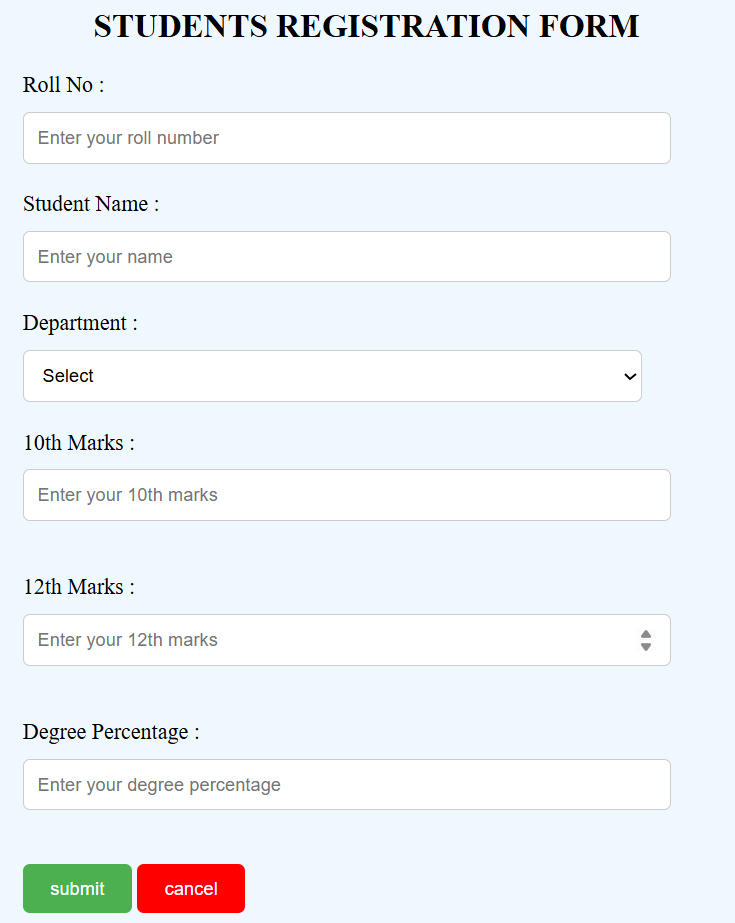 STUDENTS REGISTRATION FORM
Roll No :
Enter your roll number
Student Name :
Enter your name
Department :
Select
10th Marks :
Enter your 10th marks
12th Marks :
Enter your 12th marks
Degree Percentage :
Enter your degree percentage
submit cancel